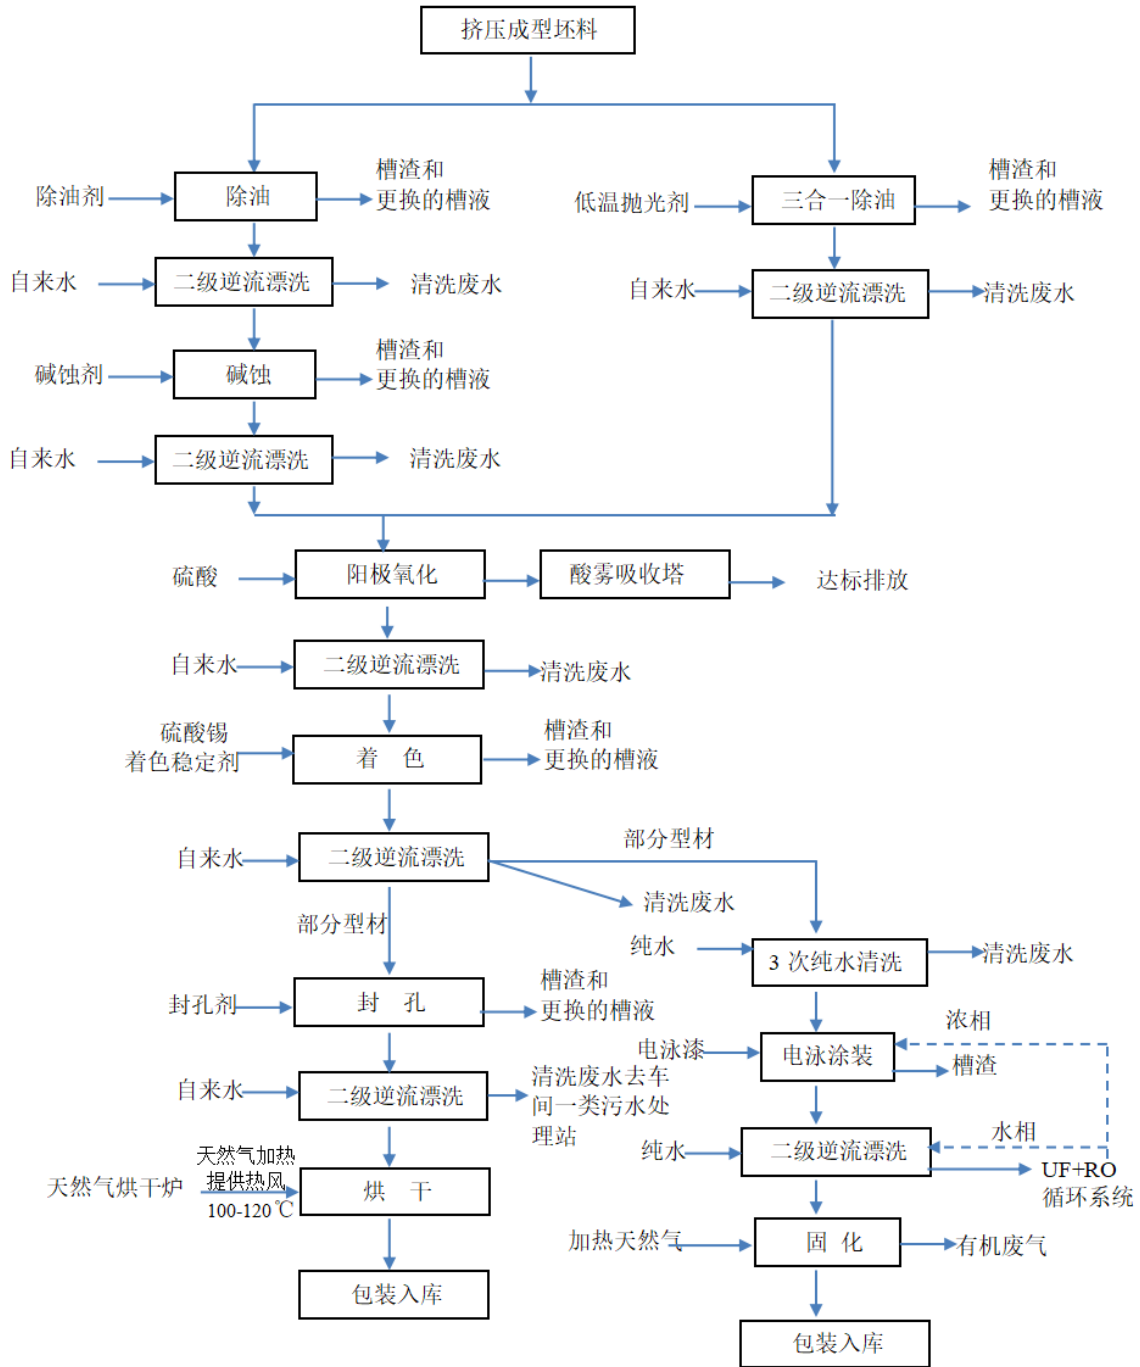 挤压成型坯料
除油剂
除油
槽渣和
更换的槽液
低温抛光剂
三合一除油
槽渣和
更换的槽液
自来水
二级逆流漂洗
清洗废水
自来水
二级逆流漂洗
清洗废水
碱蚀剂
碱蚀
槽渣和
更换的槽液
自来水
二级逆流漂洗
清洗废水
硫酸
阳极氧化
酸雾吸收塔
达标排放
自来水
二级逆流漂洗
清洗废水
硫酸锡
着色稳定剂
着 色
槽渣和
更换的槽液
自来水
二级逆流漂洗
部分型材
清洗废水
部分型材
纯水
3 次纯水清洗
清洗废水
封孔剂
封 孔
槽渣和
更换的槽液
浓相
电泳漆
电泳涂装
槽渣
自来水
二级逆流漂洗
清洗废水去车
间一类污水处
理站
纯水
二级逆流漂洗
水相
UF+RO
循环系统
天然气烘干炉
天然气加热
提供热风
100-120℃
烘 干
加热天然气
固 化
有机废气
包装入库
包装入库